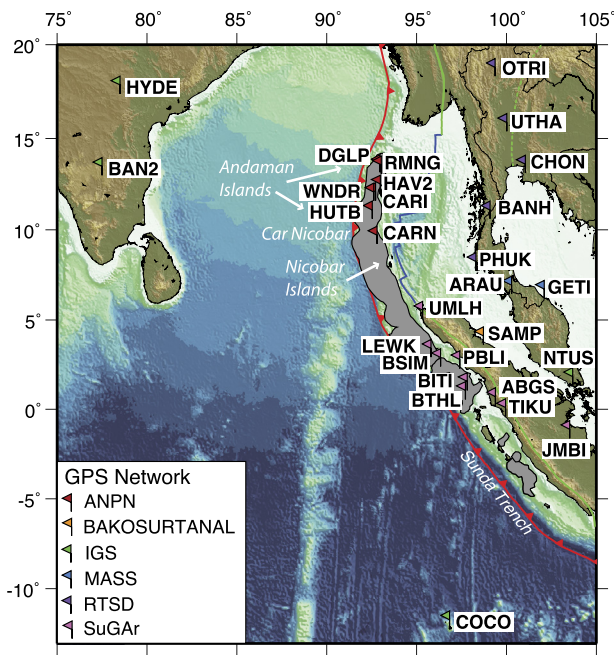 75° 80° 85° 90° 95° 100° 105°
20°
OTRI
HYDE
UTHA
15°
DGLP
RMNG
CHON
BAN2
Andaman
Islands
HAV2
WNDR
CARI
HUTB
BANH
10°
Car Nicobar
CARN
Nicobar
Islands
PHUK
ARAU
GETI
UMLH
5°
SAMP
LEWK
BSIM
PBLI
NTUS
BITI
ABGS
BTHL
TIKU
0°
JMBI
Sunda Trench
GPS Network
ANPN
-5°
BAKOSURTANAL
IGS
MASS
-10°
RTSD
SuGAr
COCO